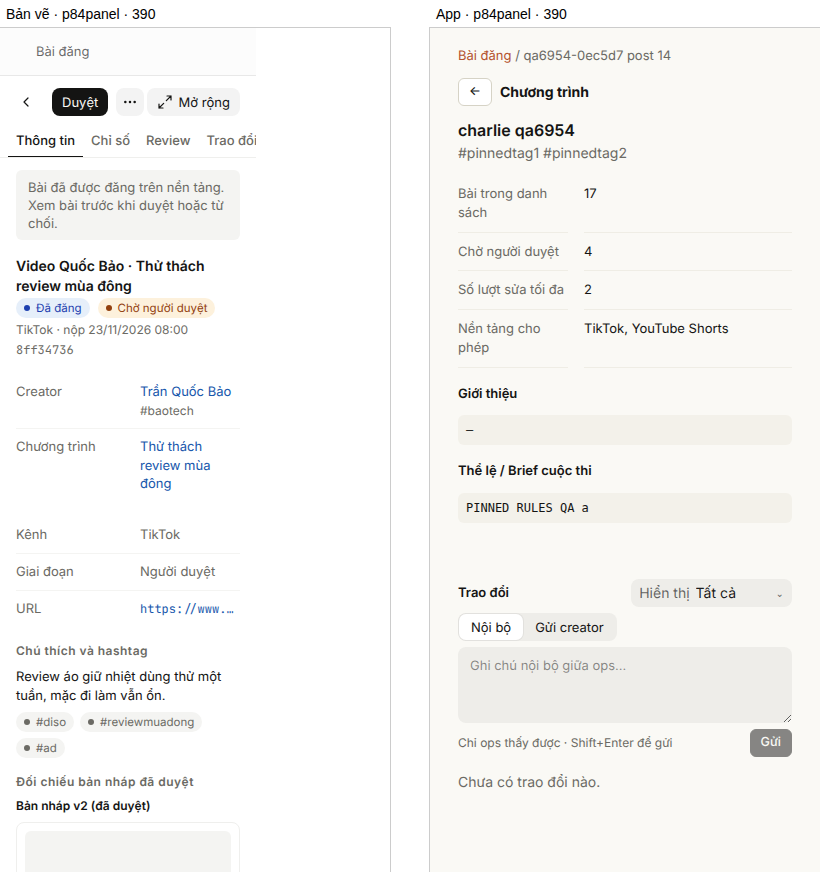 Bản vẽ · p84panel · 390
Bài đăng
Duyệt
Mở rộng
Thông tin
Chỉ số
Review
Trao đổi
Bài đã được đăng trên nền tảng.
Xem bài trước khi duyệt hoặc từ
chối.
Video Quốc Bảo · Thử thách
review mùa đông
Đã đăng
Chờ người duyệt
TikTok · nộp 23/11/2026 08:00
8ff34736
Creator
Trần Quốc Bảo
#baotech
Chương trình
Thử thách
review mùa
đông
Kênh
TikTok
Giai đoạn
Người duyệt
URL
https://www.…
Chú thích và hashtag
Review áo giữ nhiệt dùng thử một
tuần, mặc đi làm vẫn ổn.
#diso
#reviewmuadong
#ad
Đối chiếu bản nháp đã duyệt
Bản nháp v2 (đã duyệt)
App · p84panel · 390
Bài đăng / qa6954-0ec5d7 post 14
← Chương trình
charlie qa6954
#pinnedtag1 #pinnedtag2
Bài trong danh
sách
17
Chờ người duyệt
4
Số lượt sửa tối đa
2
Nền tảng cho
phép
TikTok, YouTube Shorts
Giới thiệu
—
Thể lệ / Brief cuộc thi
PINNED RULES QA a
Trao đổi
Hiển thị Tất cả
Nội bộ
Gửi creator
Ghi chú nội bộ giữa ops...
Chỉ ops thấy được · Shift+Enter để gửi
Gửi
Chưa có trao đổi nào.